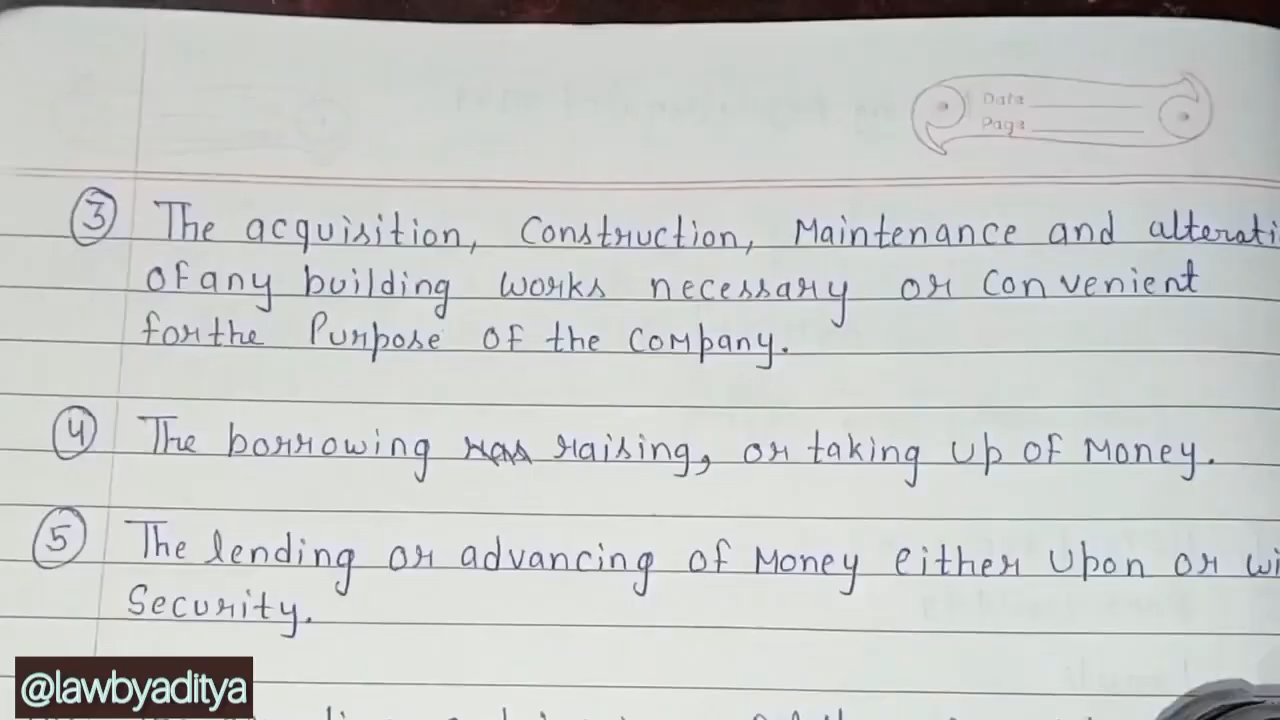 Date
Page
③ The acquisition, Construction, Maintenance and alterati
of any building works necessary or convenient
for the Purpose of the Company.
④ The borrowing raising, or taking up of Money.
⑤ The lending or advancing of Money either Upon or wi
Security.
@lawbyaditya